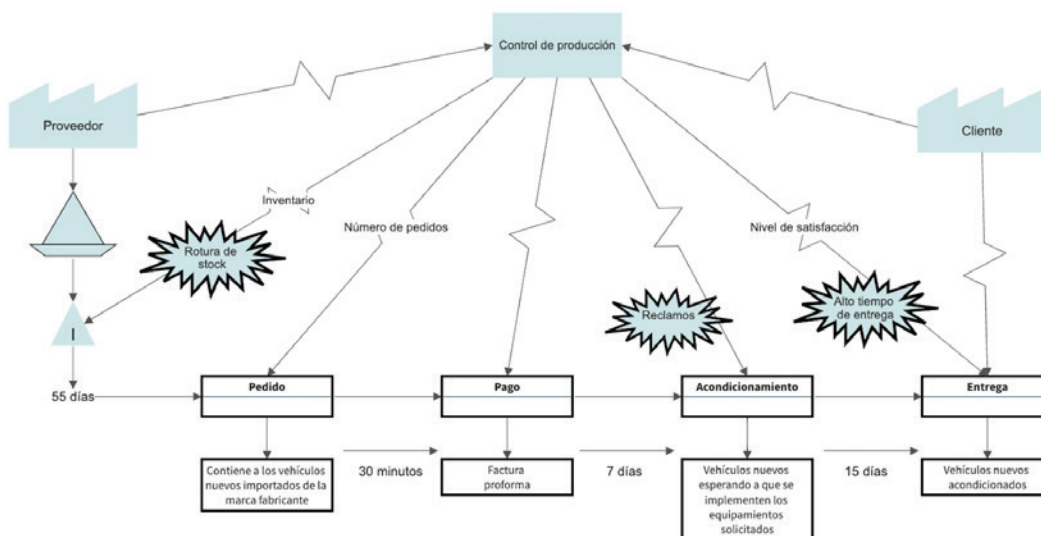 Control de producción
Proveedor
Cliente
Inventario
Número de pedidos
Nivel de satisfacción
Rotura de
stock
Reclamos
Alto tiempo
de entrega
I
55 días
Pedido
Pago
Acondicionamiento
Entrega
Contiene a los vehículos
nuevos importados de la
marca fabricante
30 minutos
Factura
proforma
7 días
Vehículos nuevos
esperando a que se
implementen los
equipamientos
solicitados
15 días
Vehículos nuevos
acondicionados